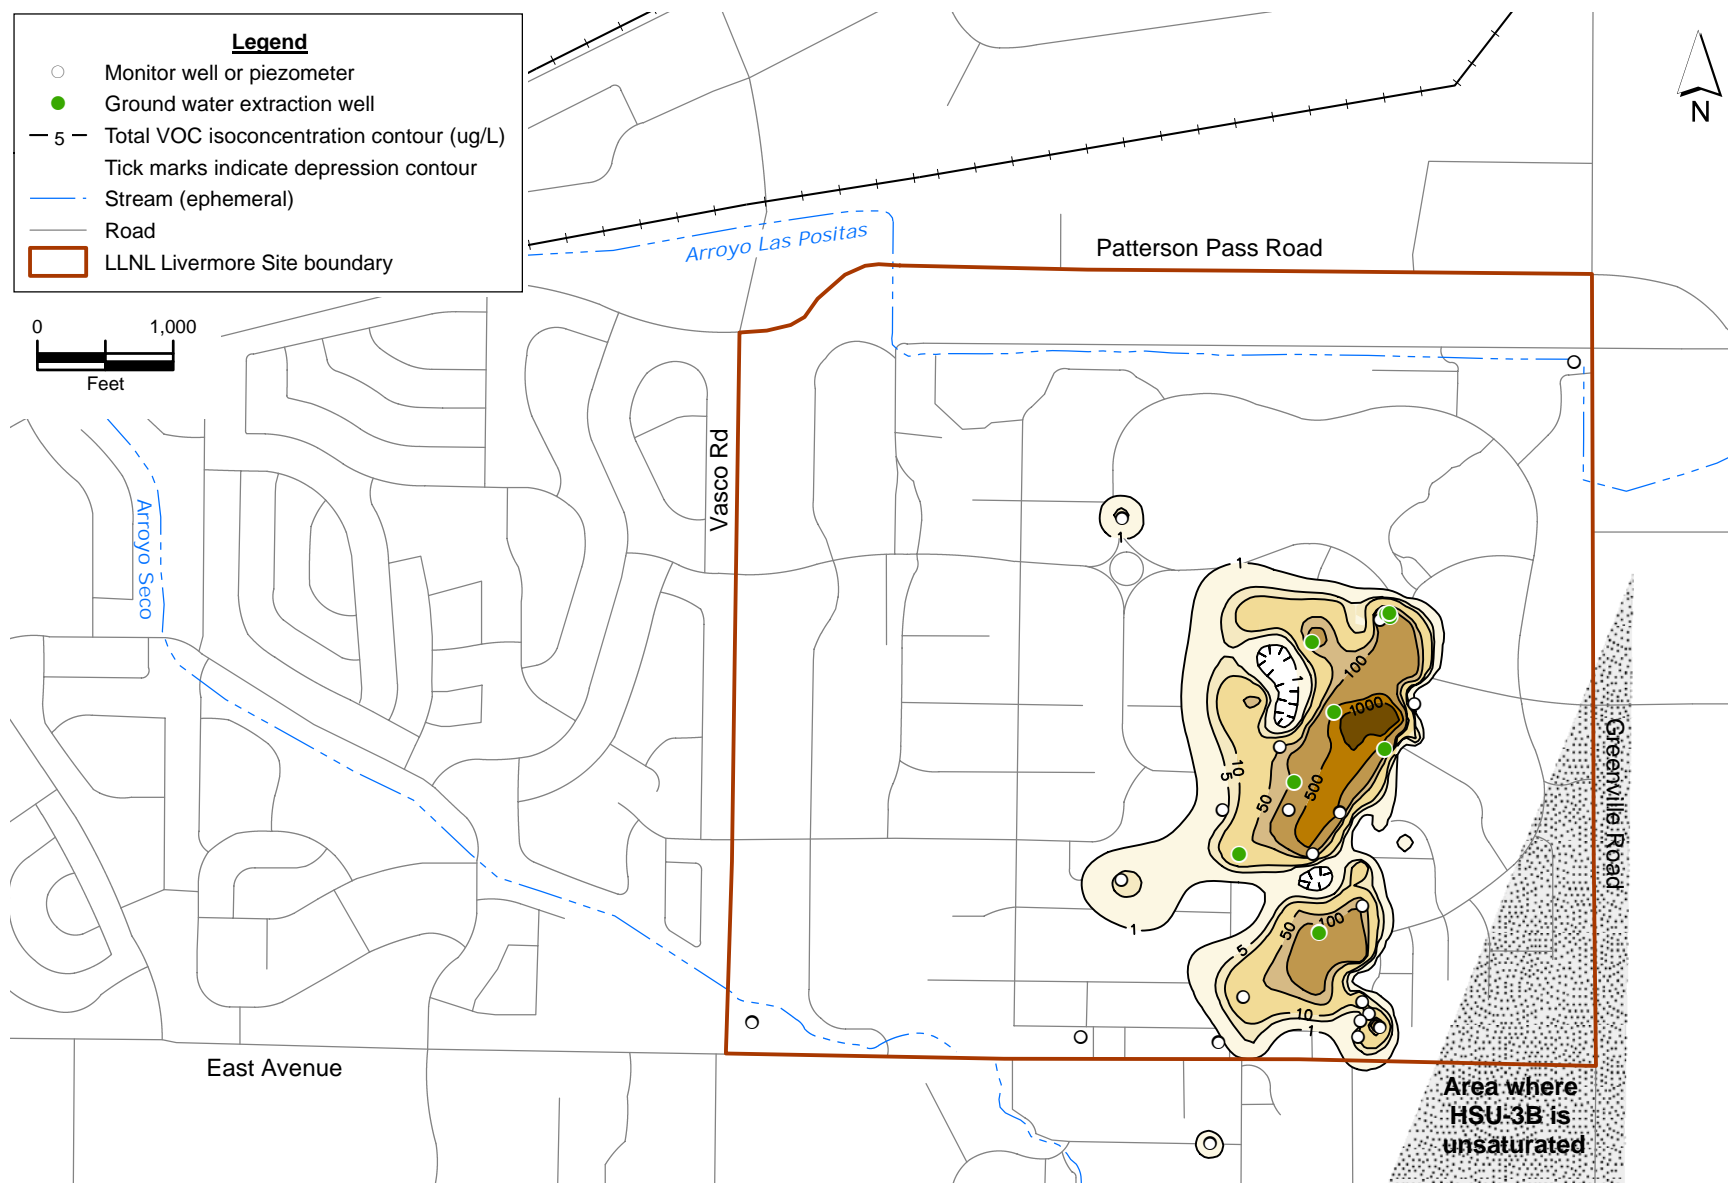 Legend
Monitor well or piezometer
Ground water extraction well
5 Total VOC isoconcentration contour (ug/L)
Tick marks indicate depression contour
Stream (ephemeral)
Road
LLNL Livermore Site boundary
N
0 1,000
Feet
Arroyo Las Positas
Patterson Pass Road
Vasco Rd
Arroyo Seco
Greenville Road
East Avenue
1
1
100
1
1000
10
5
50
500
1
100
50
5
10
1
Area where
HSU-3B is
unsaturated